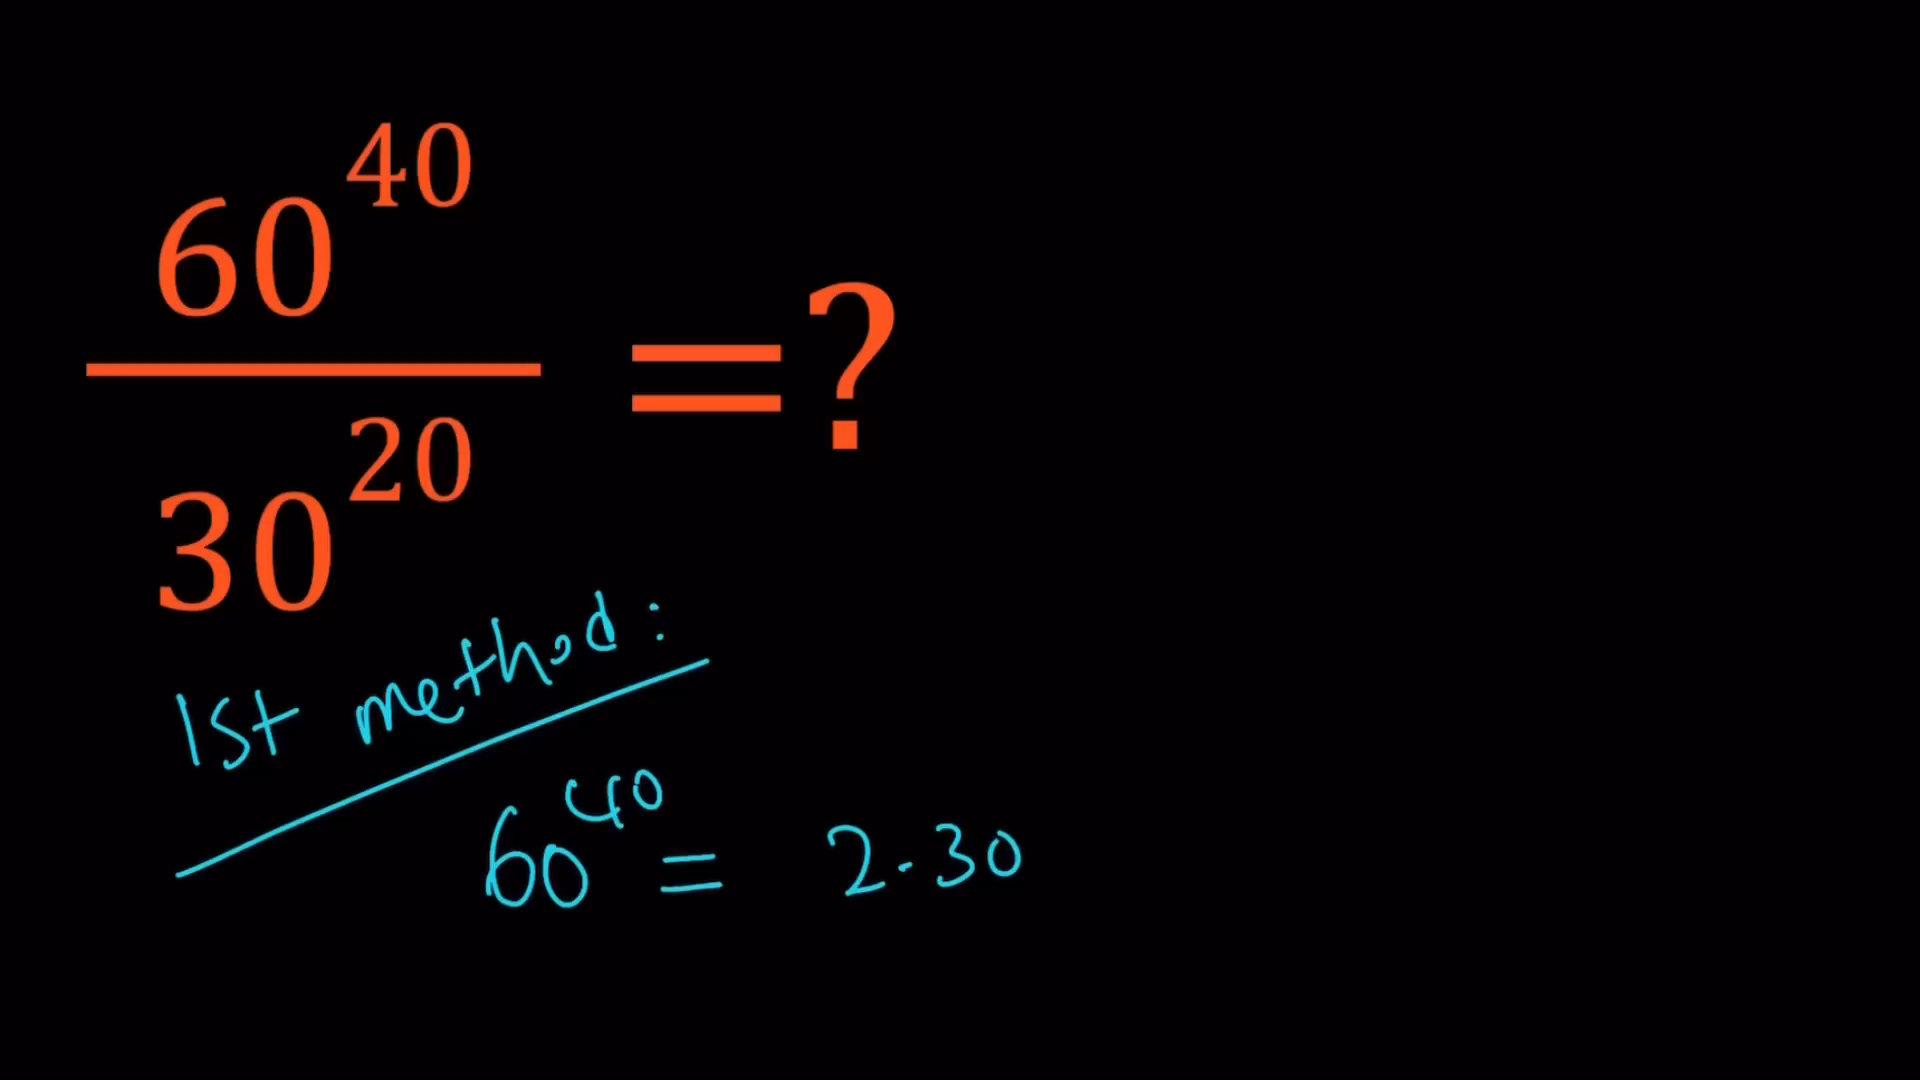 60^40
= ?
30^20
1st method:
60^40 = 2·30